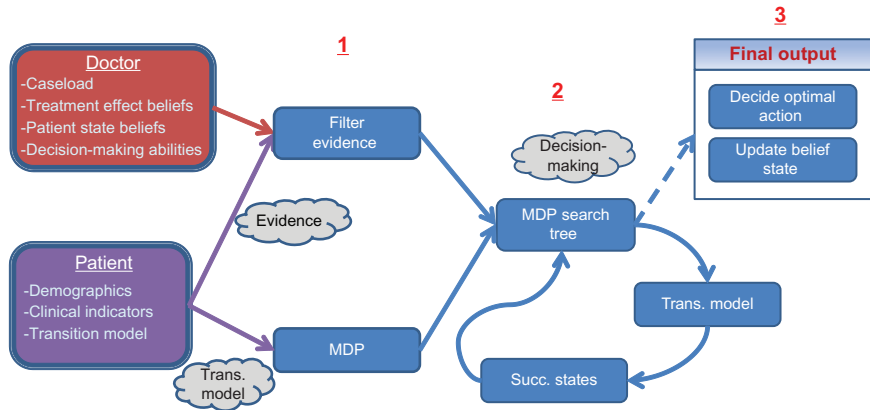 1
2
3
Doctor
-Caseload
-Treatment effect beliefs
-Patient state beliefs
-Decision-making abilities
Patient
-Demographics
-Clinical indicators
-Transition model
Filter
evidence
Evidence
MDP
Trans.
model
Decision-
making
MDP search
tree
Trans. model
Succ. states
Final output
Decide optimal
action
Update belief
state